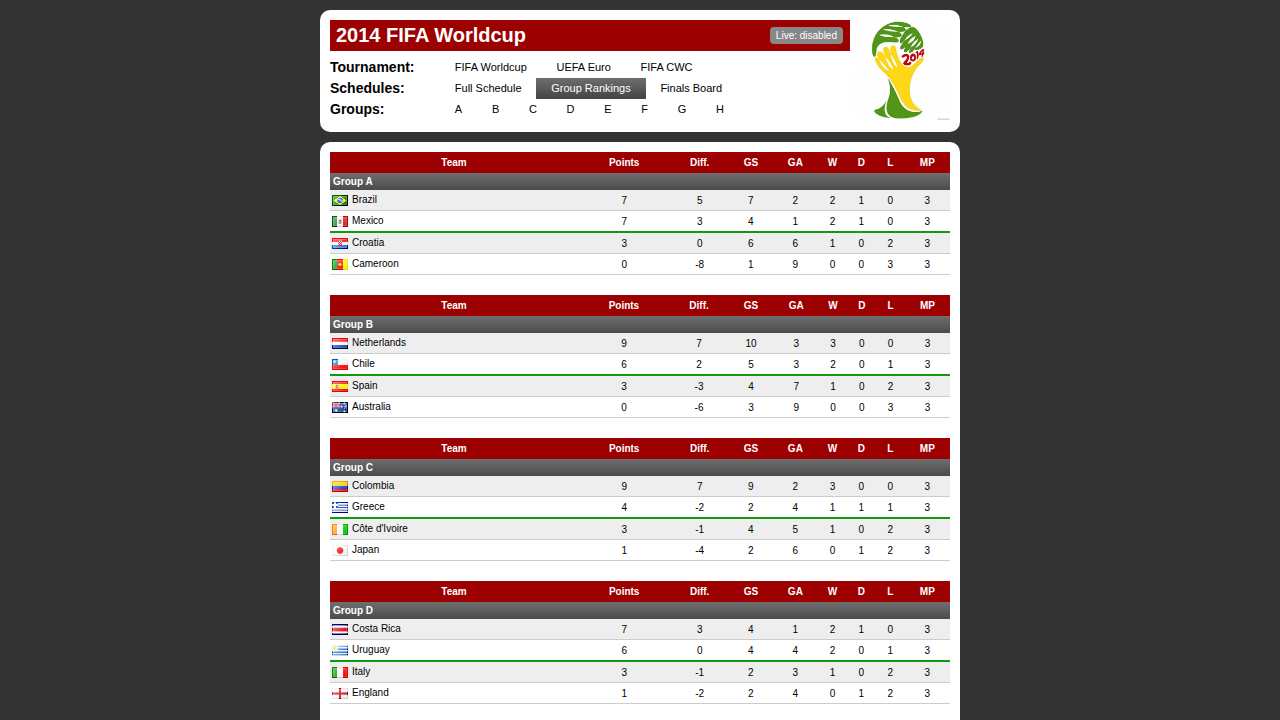 2014 FIFA Worldcup
Live: disabled
2014
Tournament: FIFA Worldcup UEFA Euro FIFA CWC
Schedules: Full Schedule Group Rankings Finals Board
Groups: A B C D E F G H
Team Points Diff. GS GA W D L MP
Group A
Brazil 7 5 7 2 2 1 0 3
Mexico 7 3 4 1 2 1 0 3
Croatia 3 0 6 6 1 0 2 3
Cameroon 0 -8 1 9 0 0 3 3
Team Points Diff. GS GA W D L MP
Group B
Netherlands 9 7 10 3 3 0 0 3
Chile 6 2 5 3 2 0 1 3
Spain 3 -3 4 7 1 0 2 3
Australia 0 -6 3 9 0 0 3 3
Team Points Diff. GS GA W D L MP
Group C
Colombia 9 7 9 2 3 0 0 3
Greece 4 -2 2 4 1 1 1 3
Côte d'Ivoire 3 -1 4 5 1 0 2 3
Japan 1 -4 2 6 0 1 2 3
Team Points Diff. GS GA W D L MP
Group D
Costa Rica 7 3 4 1 2 1 0 3
Uruguay 6 0 4 4 2 0 1 3
Italy 3 -1 2 3 1 0 2 3
England 1 -2 2 4 0 1 2 3